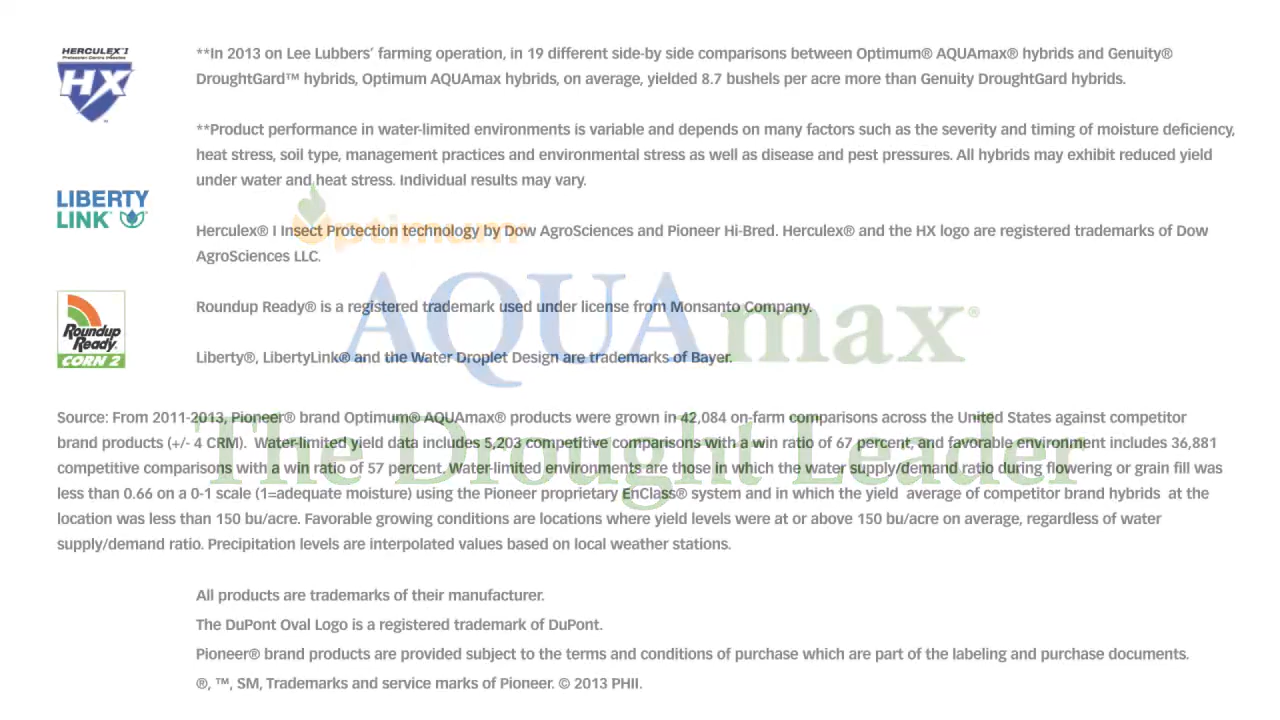 HERCULEX™ I
HX
**In 2013 on Lee Lubbers’ farming operation, in 19 different side-by side comparisons between Optimum® AQUAmax® hybrids and Genuity®
DroughtGard™ hybrids, Optimum AQUAmax hybrids, on average, yielded 8.7 bushels per acre more than Genuity DroughtGard hybrids.
**Product performance in water-limited environments is variable and depends on many factors such as the severity and timing of moisture deficiency,
heat stress, soil type, management practices and environmental stress as well as disease and pest pressures. All hybrids may exhibit reduced yield
under water and heat stress. Individual results may vary.
LIBERTY
LINK
Herculex® I Insect Protection technology by Dow AgroSciences and Pioneer Hi-Bred. Herculex® and the HX logo are registered trademarks of Dow
AgroSciences LLC.
Optimum
AQUAmax®
Roundup Ready® is a registered trademark used under license from Monsanto Company.
Roundup
Ready
CORN 2
Liberty®, LibertyLink® and the Water Droplet Design are trademarks of Bayer.
The Drought Leader
Source: From 2011-2013, Pioneer® brand Optimum® AQUAmax® products were grown in 42,084 on-farm comparisons across the United States against competitor
brand products (+/- 4 CRM).  Water-limited yield data includes 5,203 competitive comparisons with a win ratio of 67 percent, and favorable environment includes 36,881
competitive comparisons with a win ratio of 57 percent. Water-limited environments are those in which the water supply/demand ratio during flowering or grain fill was
less than 0.66 on a 0-1 scale (1=adequate moisture) using the Pioneer proprietary EnClass® system and in which the yield  average of competitor brand hybrids  at the
location was less than 150 bu/acre. Favorable growing conditions are locations where yield levels were at or above 150 bu/acre on average, regardless of water
supply/demand ratio. Precipitation levels are interpolated values based on local weather stations.
All products are trademarks of their manufacturer.
The DuPont Oval Logo is a registered trademark of DuPont.
Pioneer® brand products are provided subject to the terms and conditions of purchase which are part of the labeling and purchase documents.
®, ™, SM, Trademarks and service marks of Pioneer. © 2013 PHII.